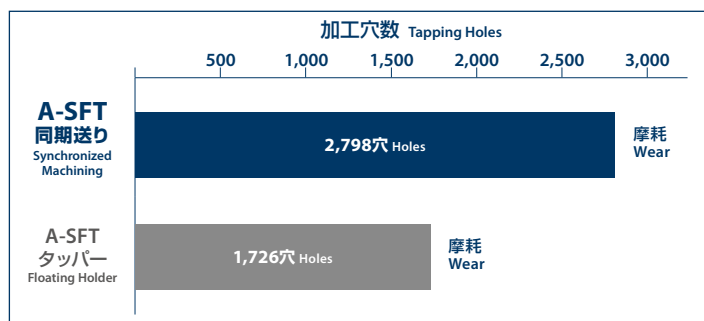 加工穴数 Tapping Holes
500 1,000 1,500 2,000 2,500 3,000
A-SFT
同期送り
Synchronized
Machining
2,798穴 Holes
摩耗
Wear
A-SFT
タッパー
Floating Holder
1,726穴 Holes
摩耗
Wear